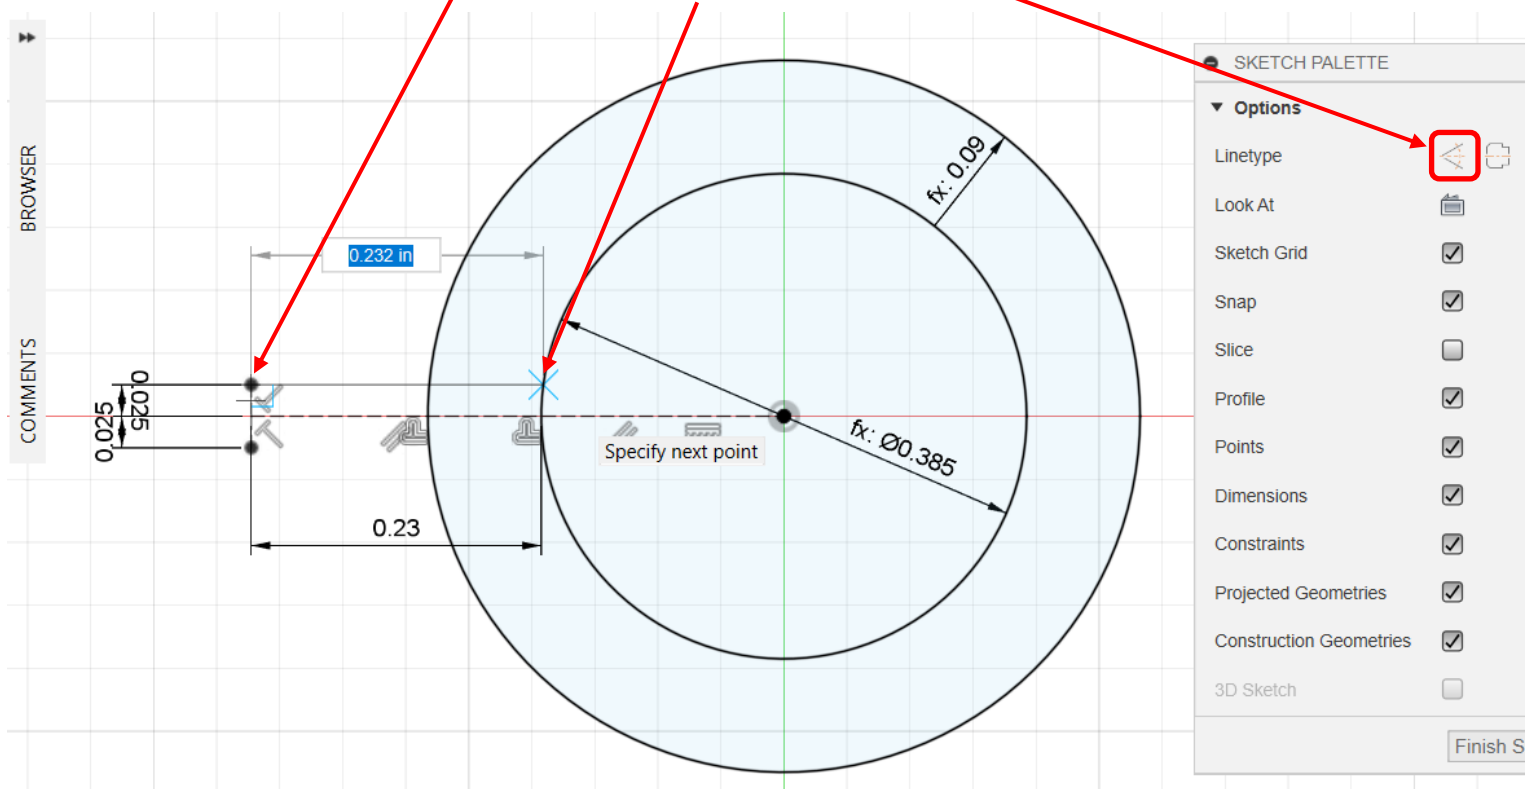 BROWSER
COMMENTS
0.232 in
0.025
0.025
0.23
fx: 0.09
fx: Ø0.385
Specify next point
SKETCH PALETTE
Options
Linetype
Look At
Sketch Grid
Snap
Slice
Profile
Points
Dimensions
Constraints
Projected Geometries
Construction Geometries
3D Sketch
Finish S